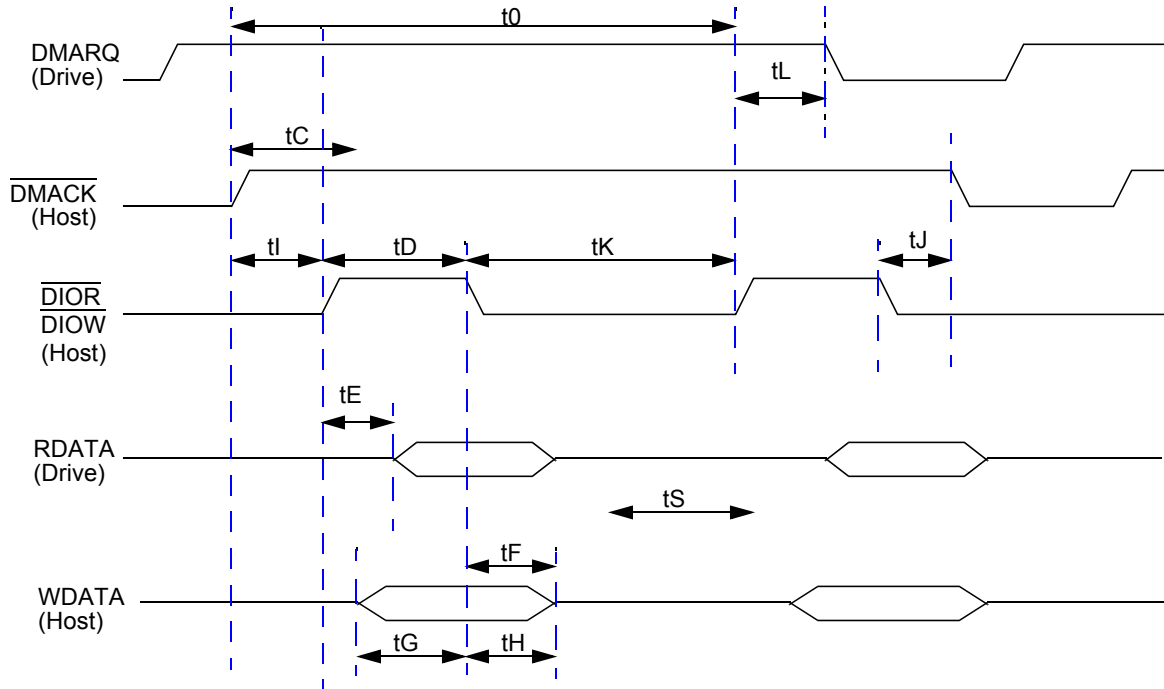 t0
DMARQ
(Drive)
tL
tC
DMACK
(Host)
tI
tD
tK
tJ
DIOR
DIOW
(Host)
tE
RDATA
(Drive)
tS
tF
WDATA
(Host)
tG
tH